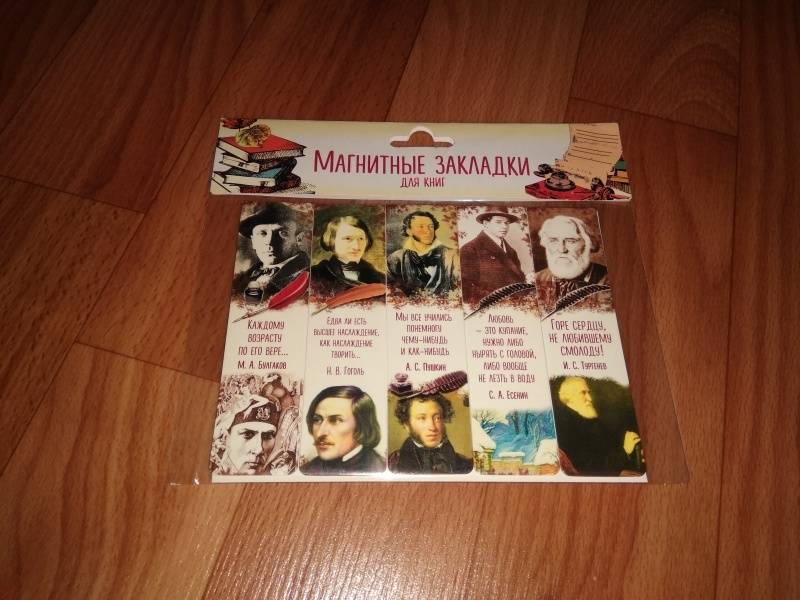 Магнитные закладки
для книг
Каждому
возрасту
по его вере...
М. А. Булгаков
Едва ли есть
высшее наслаждение,
как наслаждение
творить...
Н. В. Гоголь
Мы все учились
понемногу
чему-нибудь
и как-нибудь
А. С. Пушкин
Любовь
– это купание,
нужно либо
нырять с головой,
либо вообще
не лезть в воду
С. А. Есенин
Горе сердцу,
не любившему
смолоду!
И. С. Тургенев